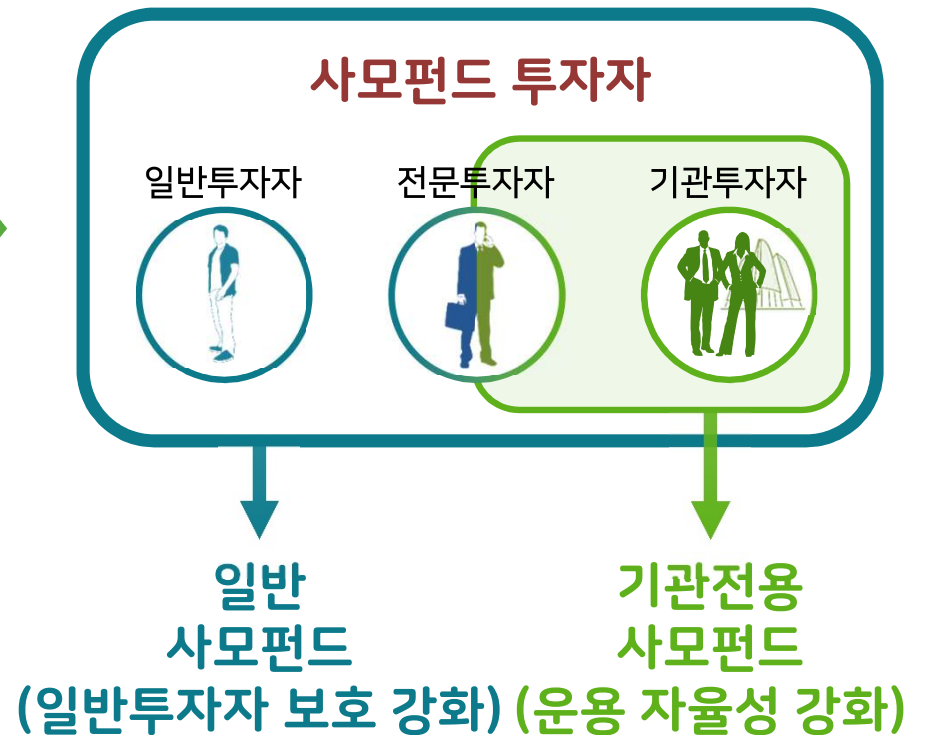 사모펀드 투자자
일반투자자 전문투자자 기관투자자
일반
사모펀드
(일반투자자 보호 강화)
기관전용
사모펀드
(운용 자율성 강화)